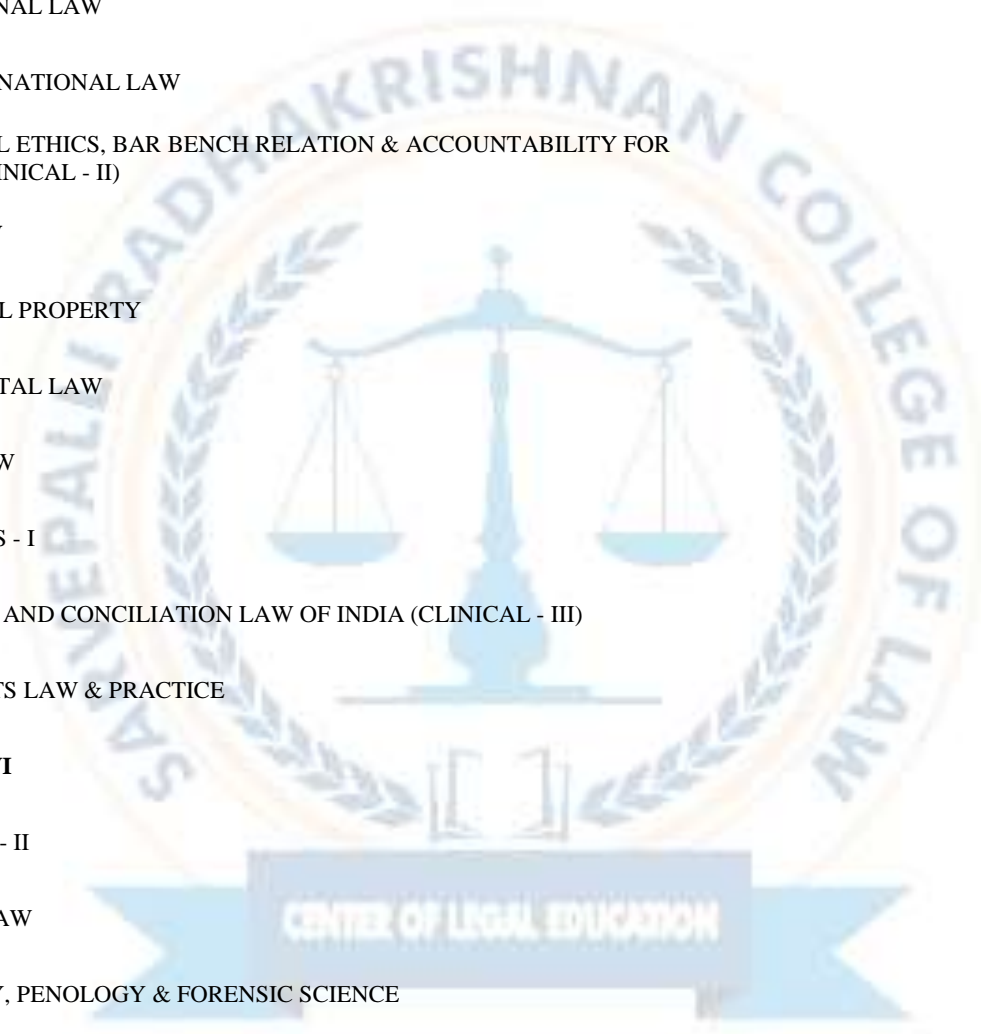 NAL LAW
NATIONAL LAW
L ETHICS, BAR BENCH RELATION & ACCOUNTABILITY FOR
INICAL - II)
L PROPERTY
TAL LAW
W
S - I
AND CONCILIATION LAW OF INDIA (CLINICAL - III)
TS LAW & PRACTICE
VI
- II
AW
Y, PENOLOGY & FORENSIC SCIENCE
SARVEPALLI RADHAKRISHNAN COLLEGE OF LAW
CENTER OF LEGAL EDUCATION